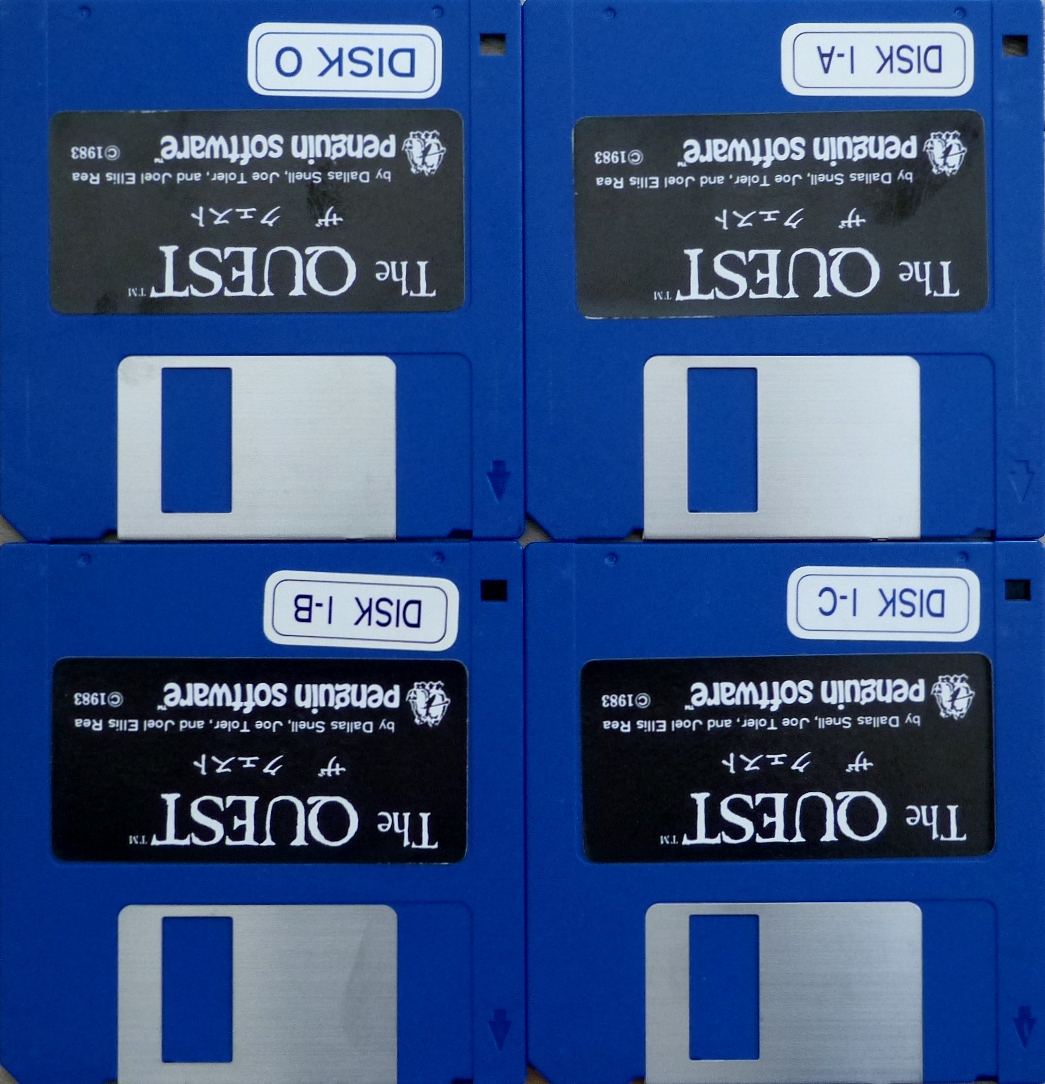 The QUEST™
ザ クェスト
by Dallas Snell, Joe Toler, and Joel Ellis Rea
penguin software™ ©1983
DISK 1-C
The QUEST™
ザ クェスト
by Dallas Snell, Joe Toler, and Joel Ellis Rea
penguin software™ ©1983
DISK 1-B
The QUEST™
ザ クェスト
by Dallas Snell, Joe Toler, and Joel Ellis Rea
penguin software™ ©1983
DISK 1-A
The QUEST™
ザ クェスト
by Dallas Snell, Joe Toler, and Joel Ellis Rea
penguin software™ ©1983
DISK 0